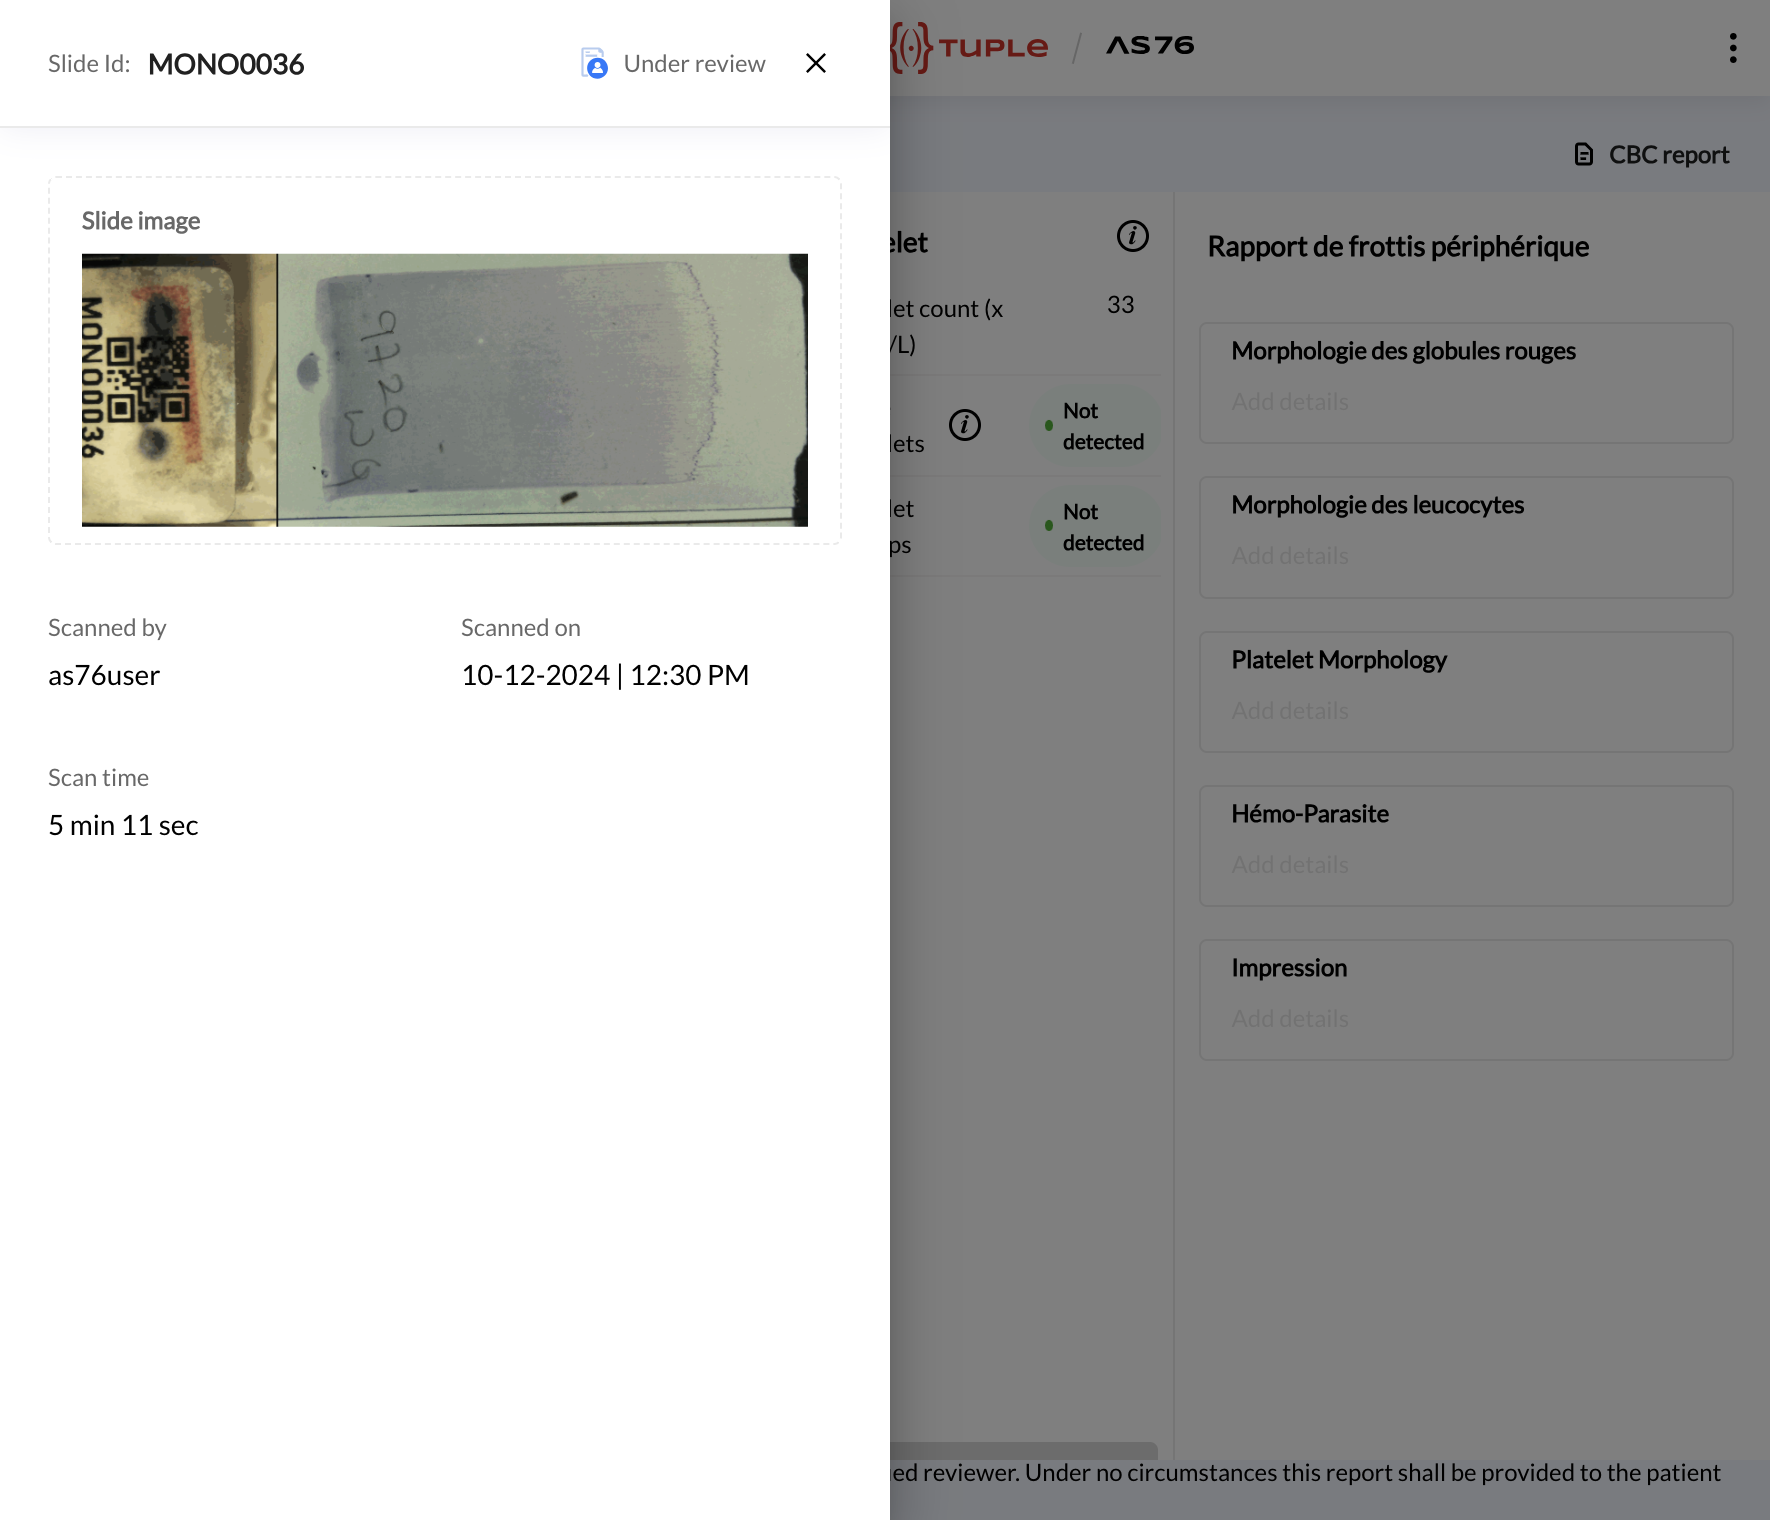 Slide Id: MONO0036
Under review
Slide image
MONO0036
9720
36
Scanned by
as76user
Scanned on
10-12-2024 | 12:30 PM
Scan time
5 min 11 sec
TUPLE / AS76
CBC report
elet
let count (x
/L)
33
lets
Not
detected
let
ps
Not
detected
Rapport de frottis périphérique
Morphologie des globules rouges
Add details
Morphologie des leucocytes
Add details
Platelet Morphology
Add details
Hémo-Parasite
Add details
Impression
Add details
ed reviewer. Under no circumstances this report shall be provided to the patient